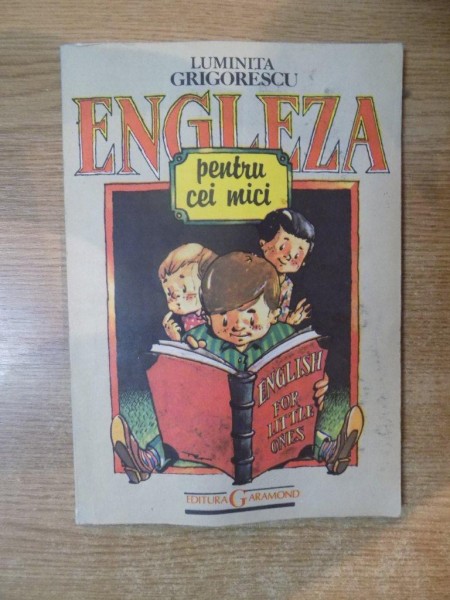 LUMINITA
GRIGORESCU
ENGLEZA
pentru
cei mici
ENGLISH
FOR
LITTLE
ONES
EDITURA GARAMOND